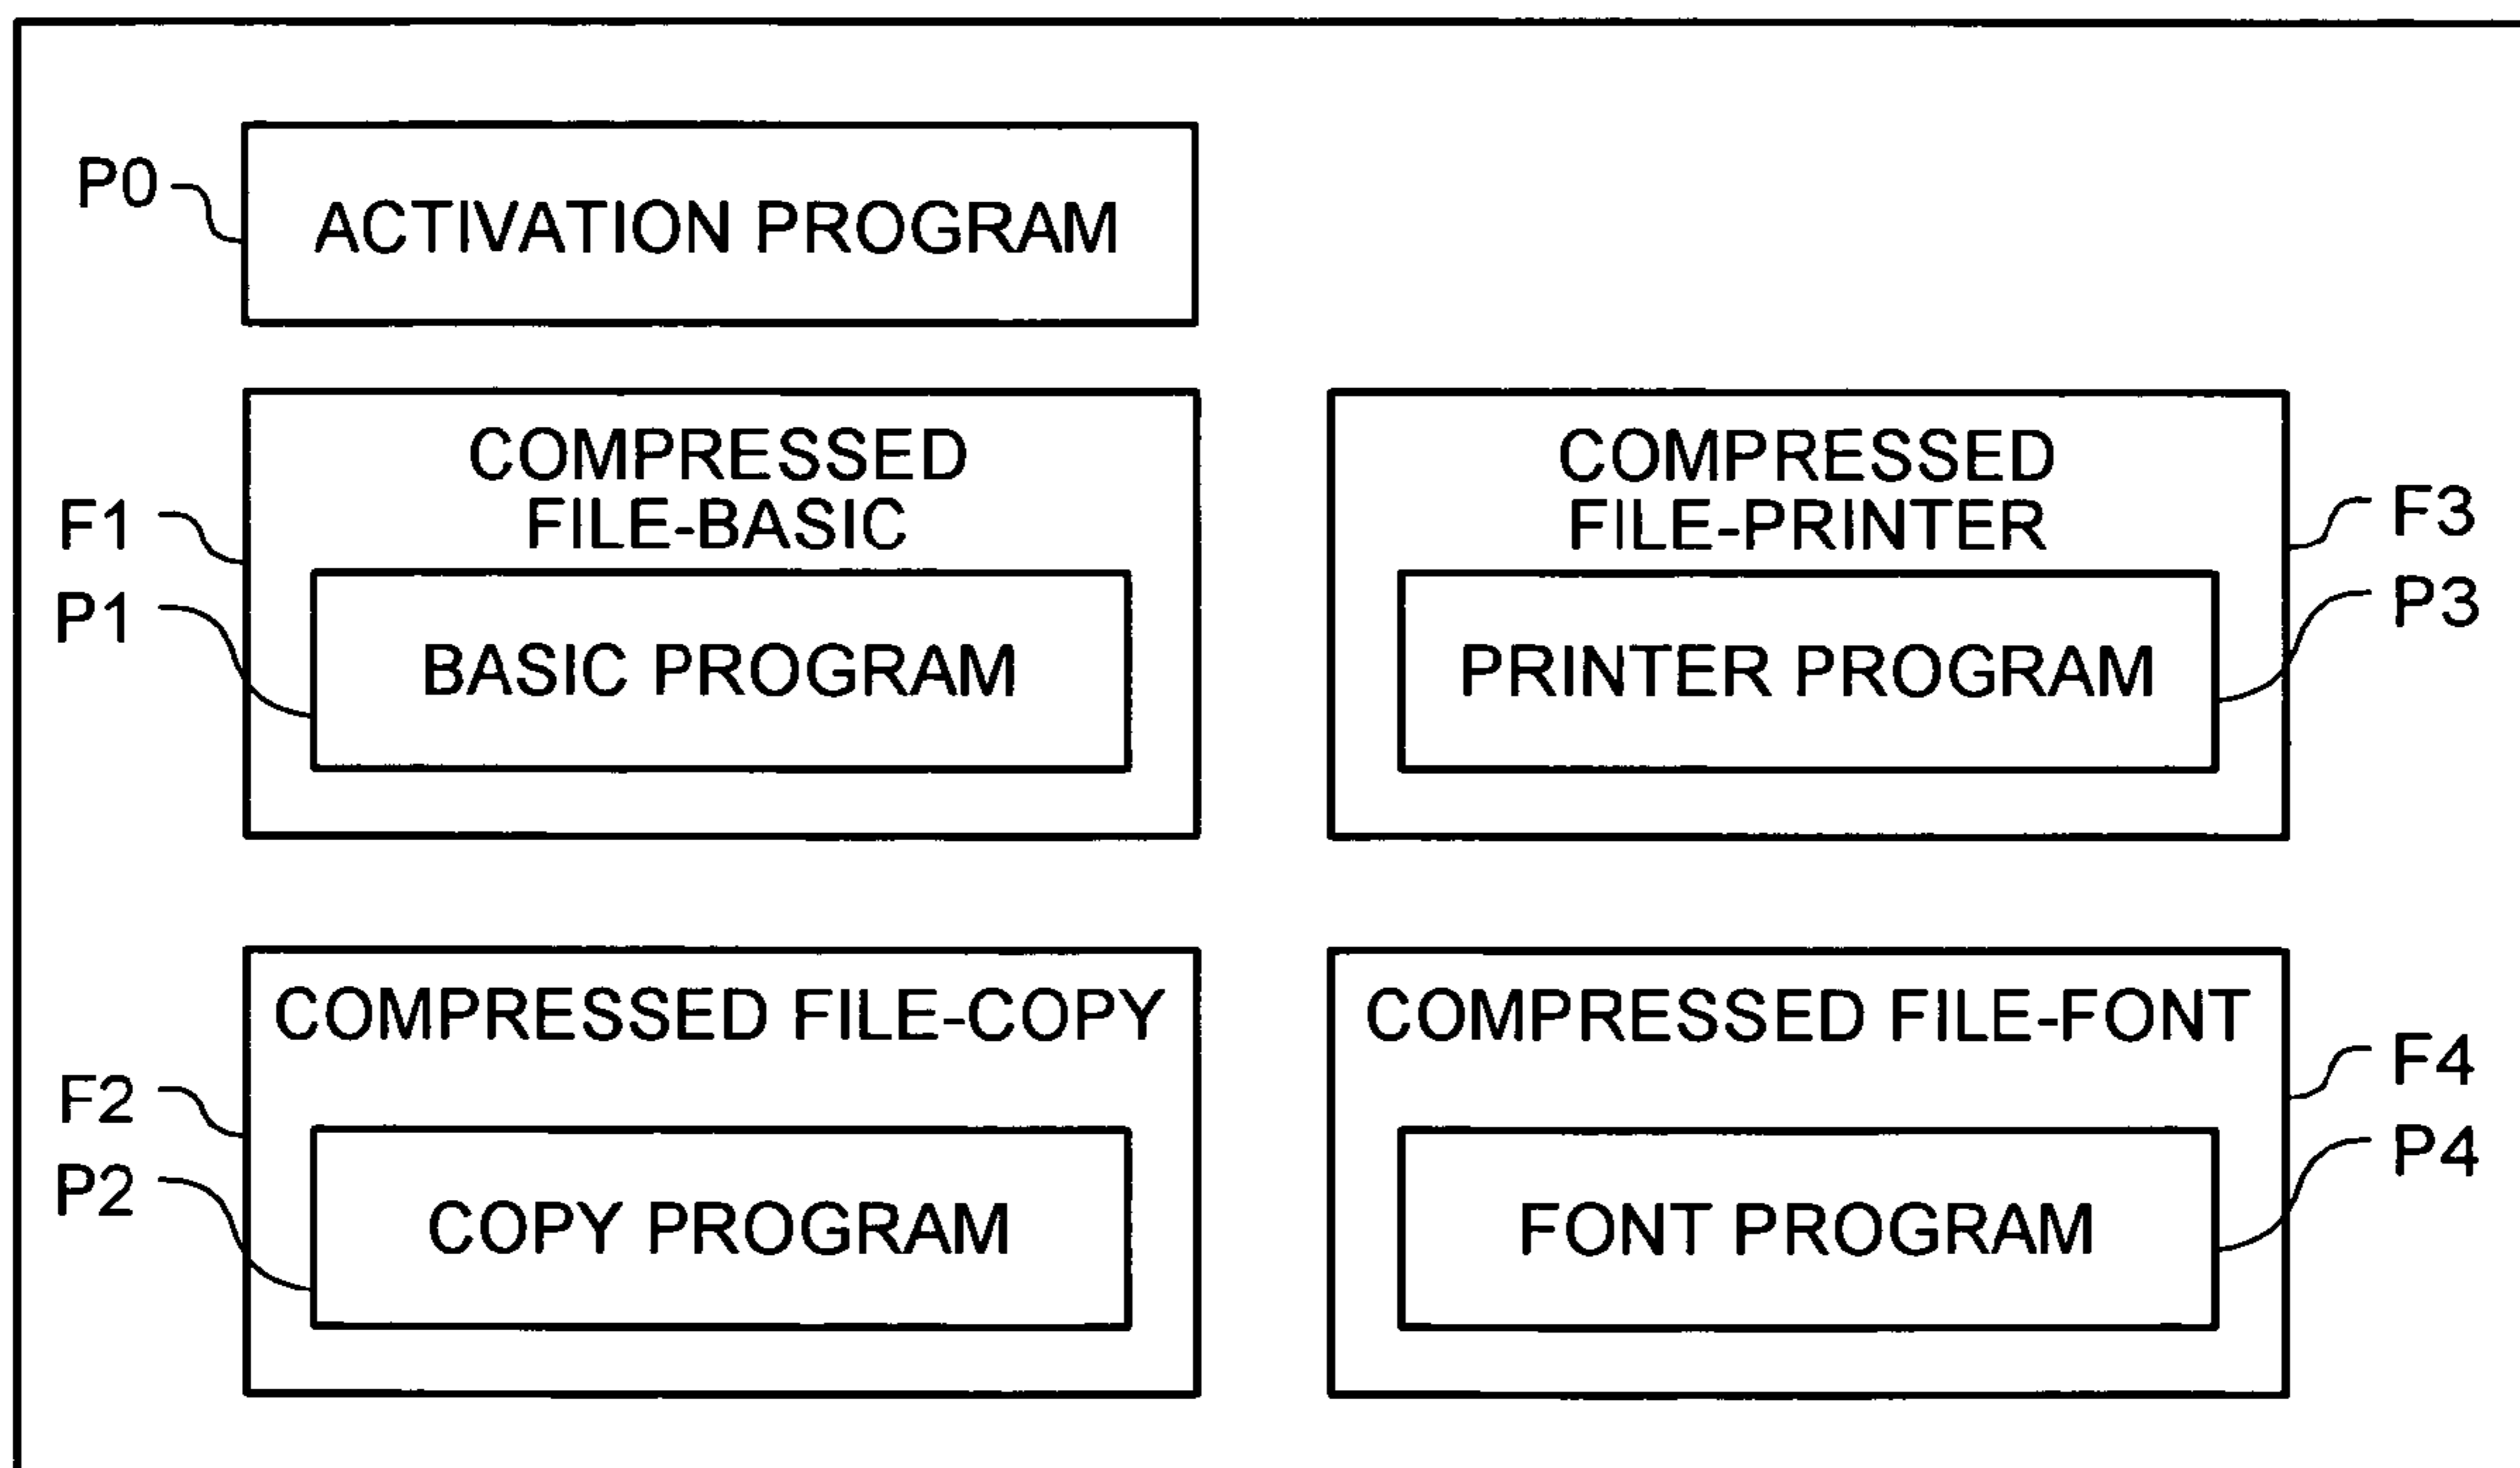 P0
ACTIVATION PROGRAM
F1
COMPRESSED
FILE-BASIC
P1
BASIC PROGRAM
COMPRESSED
FILE-PRINTER
F3
PRINTER PROGRAM
P3
COMPRESSED FILE-COPY
F2
P2
COPY PROGRAM
COMPRESSED FILE-FONT
F4
FONT PROGRAM
P4